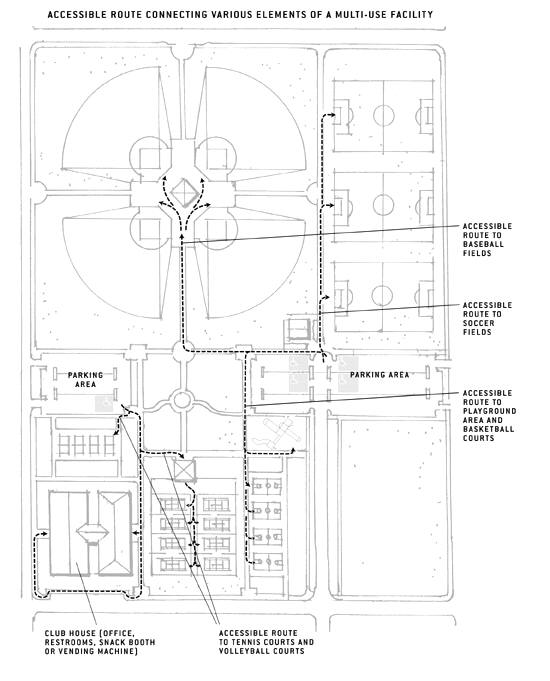 ACCESSIBLE ROUTE CONNECTING VARIOUS ELEMENTS OF A MULTI-USE FACILITY
ACCESSIBLE
ROUTE TO
BASEBALL
FIELDS
ACCESSIBLE
ROUTE TO
SOCCER
FIELDS
PARKING
AREA
PARKING AREA
ACCESSIBLE
ROUTE TO
PLAYGROUND
AREA AND
BASKETBALL
COURTS
CLUB HOUSE (OFFICE,
RESTROOMS, SNACK BOOTH
OR VENDING MACHINE)
ACCESSIBLE ROUTE
TO TENNIS COURTS AND
VOLLEYBALL COURTS